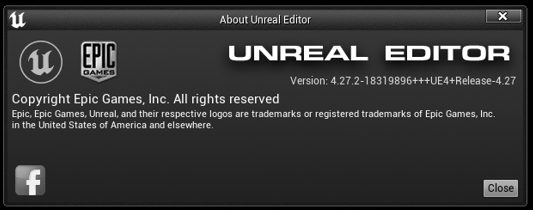 About Unreal Editor
EPIC
GAMES
UNREAL EDITOR
Version: 4.27.2-18319896+++UE4+Release-4.27
Copyright Epic Games, Inc. All rights reserved
Epic, Epic Games, Unreal, and their respective logos are trademarks or registered trademarks of Epic Games, Inc.
in the United States of America and elsewhere.
Close